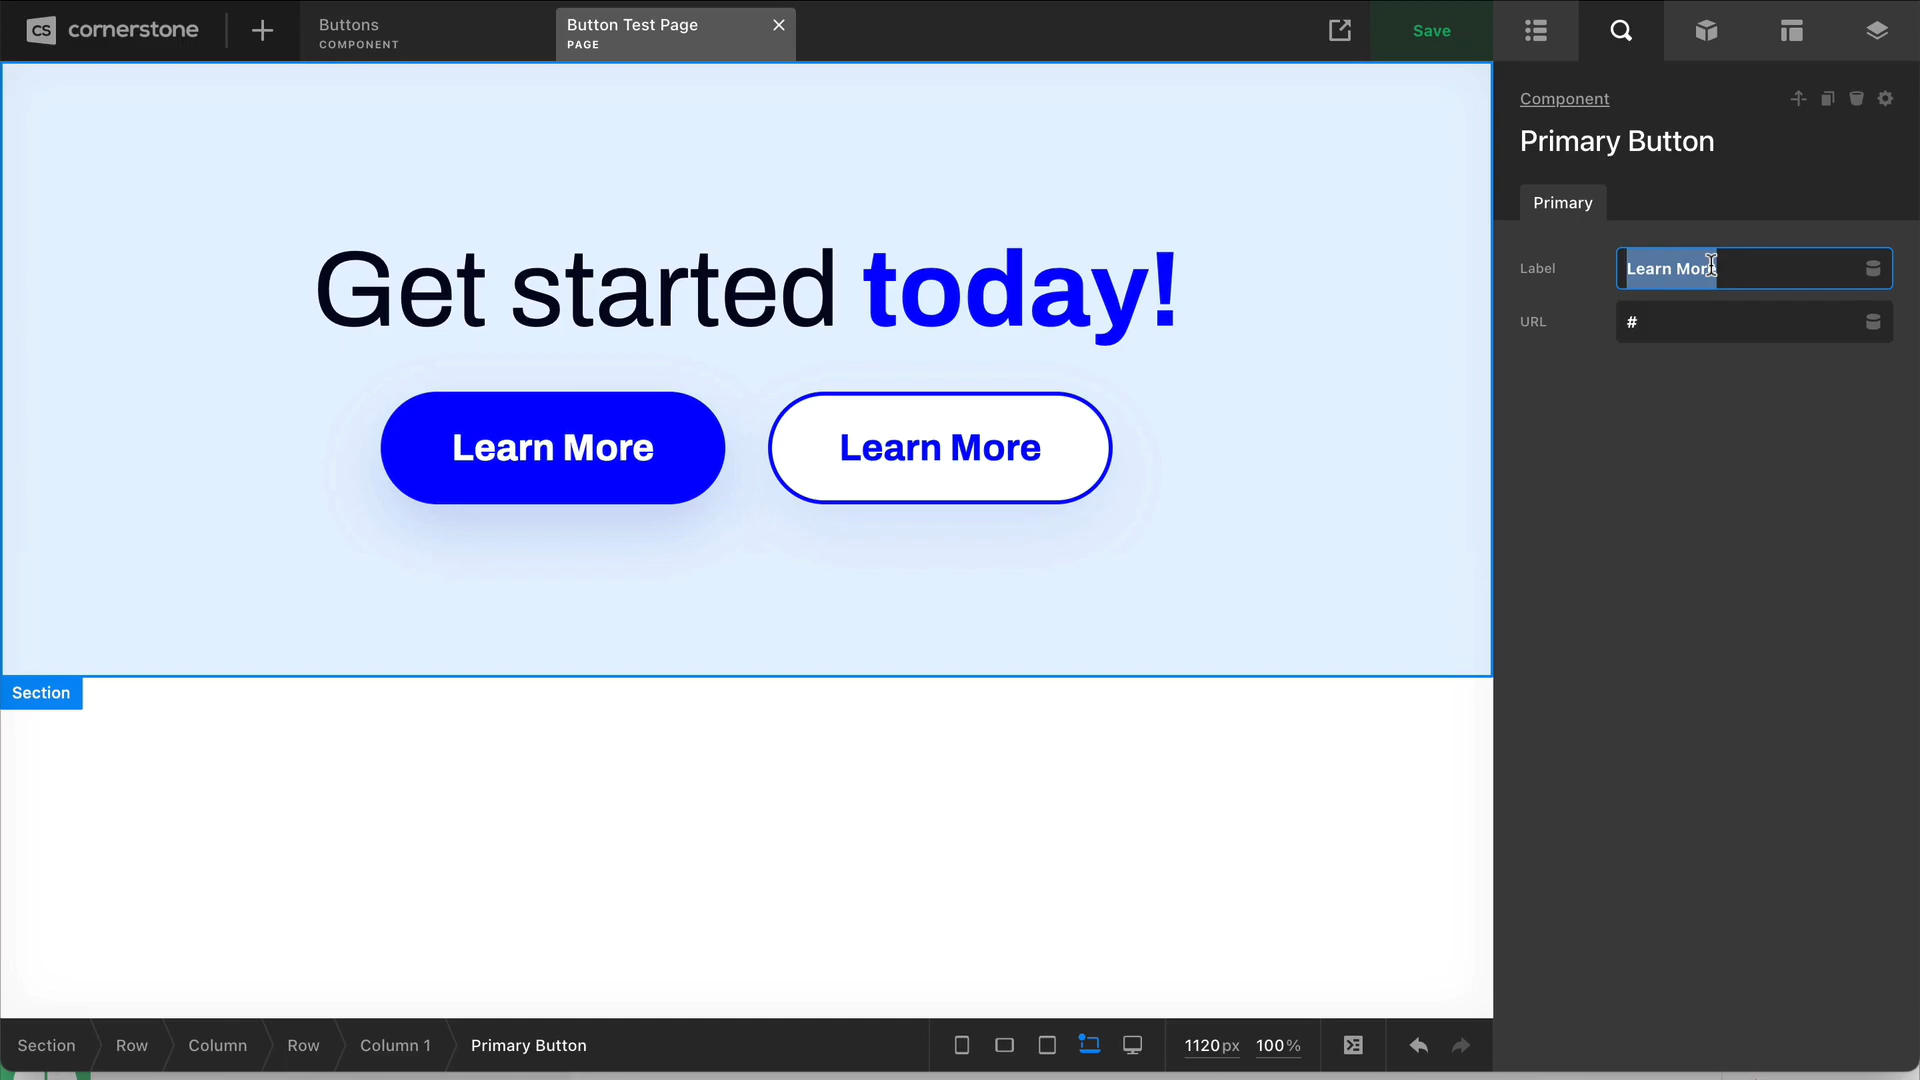 CS cornerstone
Buttons
COMPONENT
Button Test Page
PAGE
Save
Component
Primary Button
Primary
Label
Learn More
URL
#
Get started today!
Learn More
Learn More
Section
Section
Row
Column
Row
Column 1
Primary Button
1120px
100%